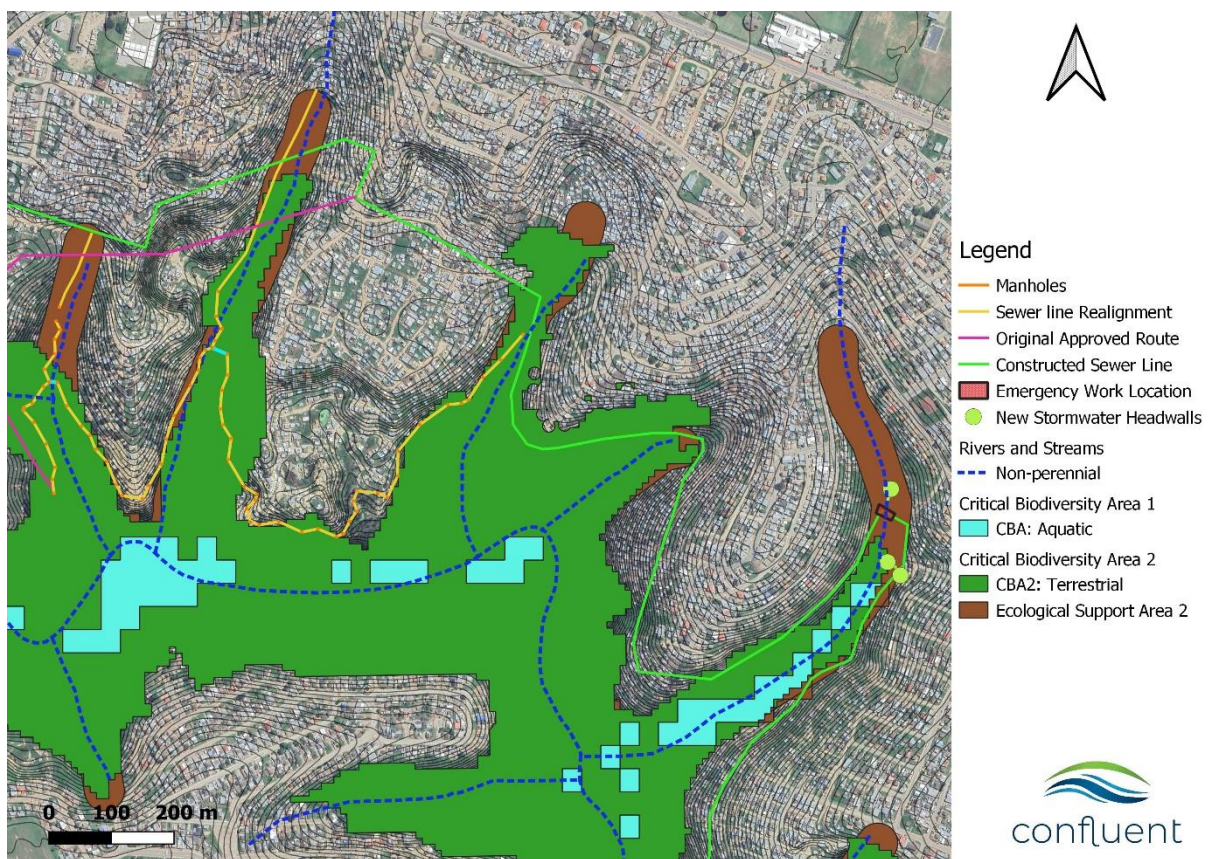 Legend
Manholes
Sewer line Realignment
Original Approved Route
Constructed Sewer Line
Emergency Work Location
New Stormwater Headwalls
Rivers and Streams
Non-perennial
Critical Biodiversity Area 1
CBA: Aquatic
Critical Biodiversity Area 2
CBA2: Terrestrial
Ecological Support Area 2
0 100 200 m
confluent